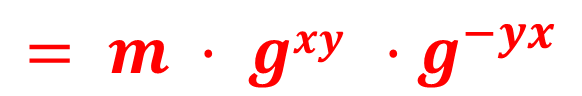 = m · g^{xy} · g^{-yx}